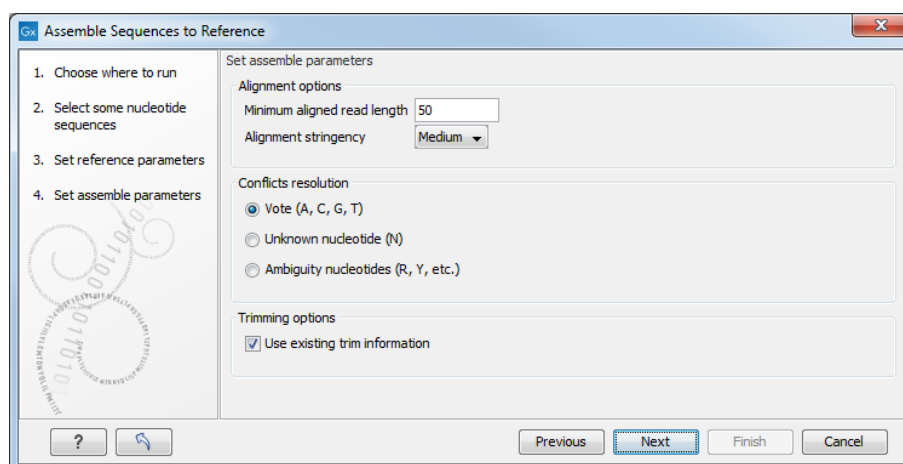 Gx Assemble Sequences to Reference
X
1. Choose where to run
2. Select some nucleotide
sequences
3. Set reference parameters
4. Set assemble parameters
Set assemble parameters
Alignment options
Minimum aligned read length 50
Alignment stringency Medium
Conflicts resolution
Vote (A, C, G, T)
Unknown nucleotide (N)
Ambiguity nucleotides (R, Y, etc.)
Trimming options
Use existing trim information
? Previous Next Finish Cancel